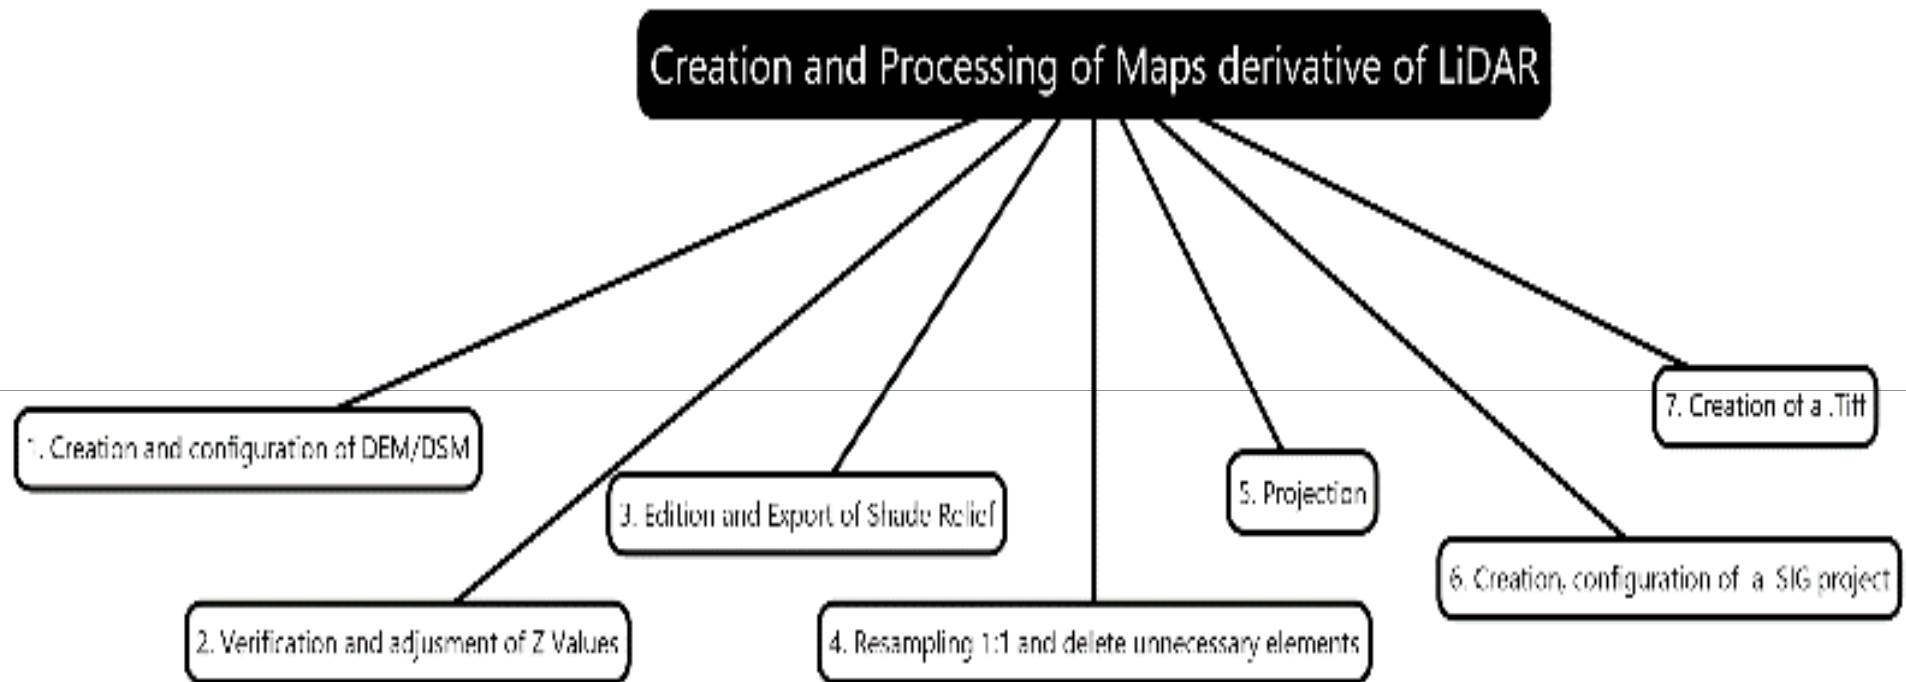 Creation and Processing of Maps derivative of LiDAR
1. Creation and configuration of DEM/DSM
2. Verification and adjusment of Z Values
3. Edition and Export of Shade Relief
4. Resampling 1:1 and delete unnecessary elements
5. Projection
6. Creation, configuration of a SIG project
7. Creation of a .Tiff